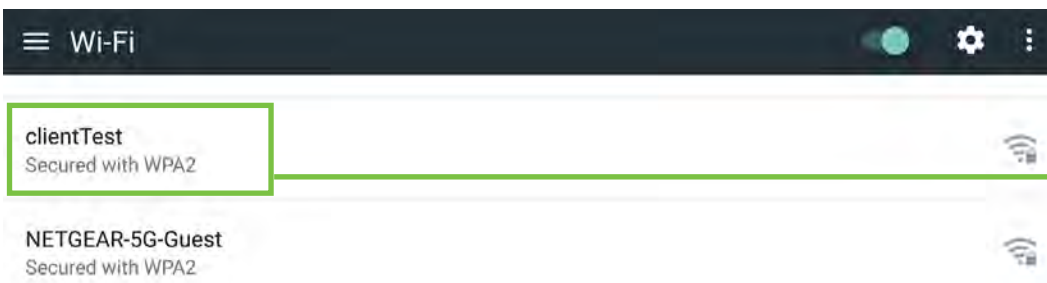 Wi-Fi
clientTest
Secured with WPA2
NETGEAR-5G-Guest
Secured with WPA2